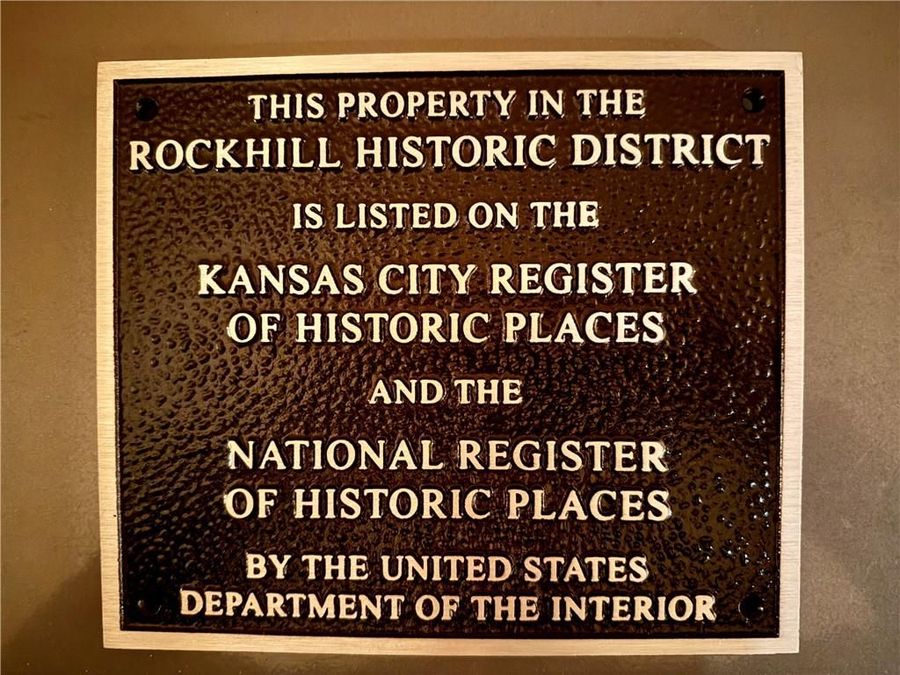 THIS PROPERTY IN THE
ROCKHILL HISTORIC DISTRICT
IS LISTED ON THE
KANSAS CITY REGISTER
OF HISTORIC PLACES
AND THE
NATIONAL REGISTER
OF HISTORIC PLACES
BY THE UNITED STATES
DEPARTMENT OF THE INTERIOR